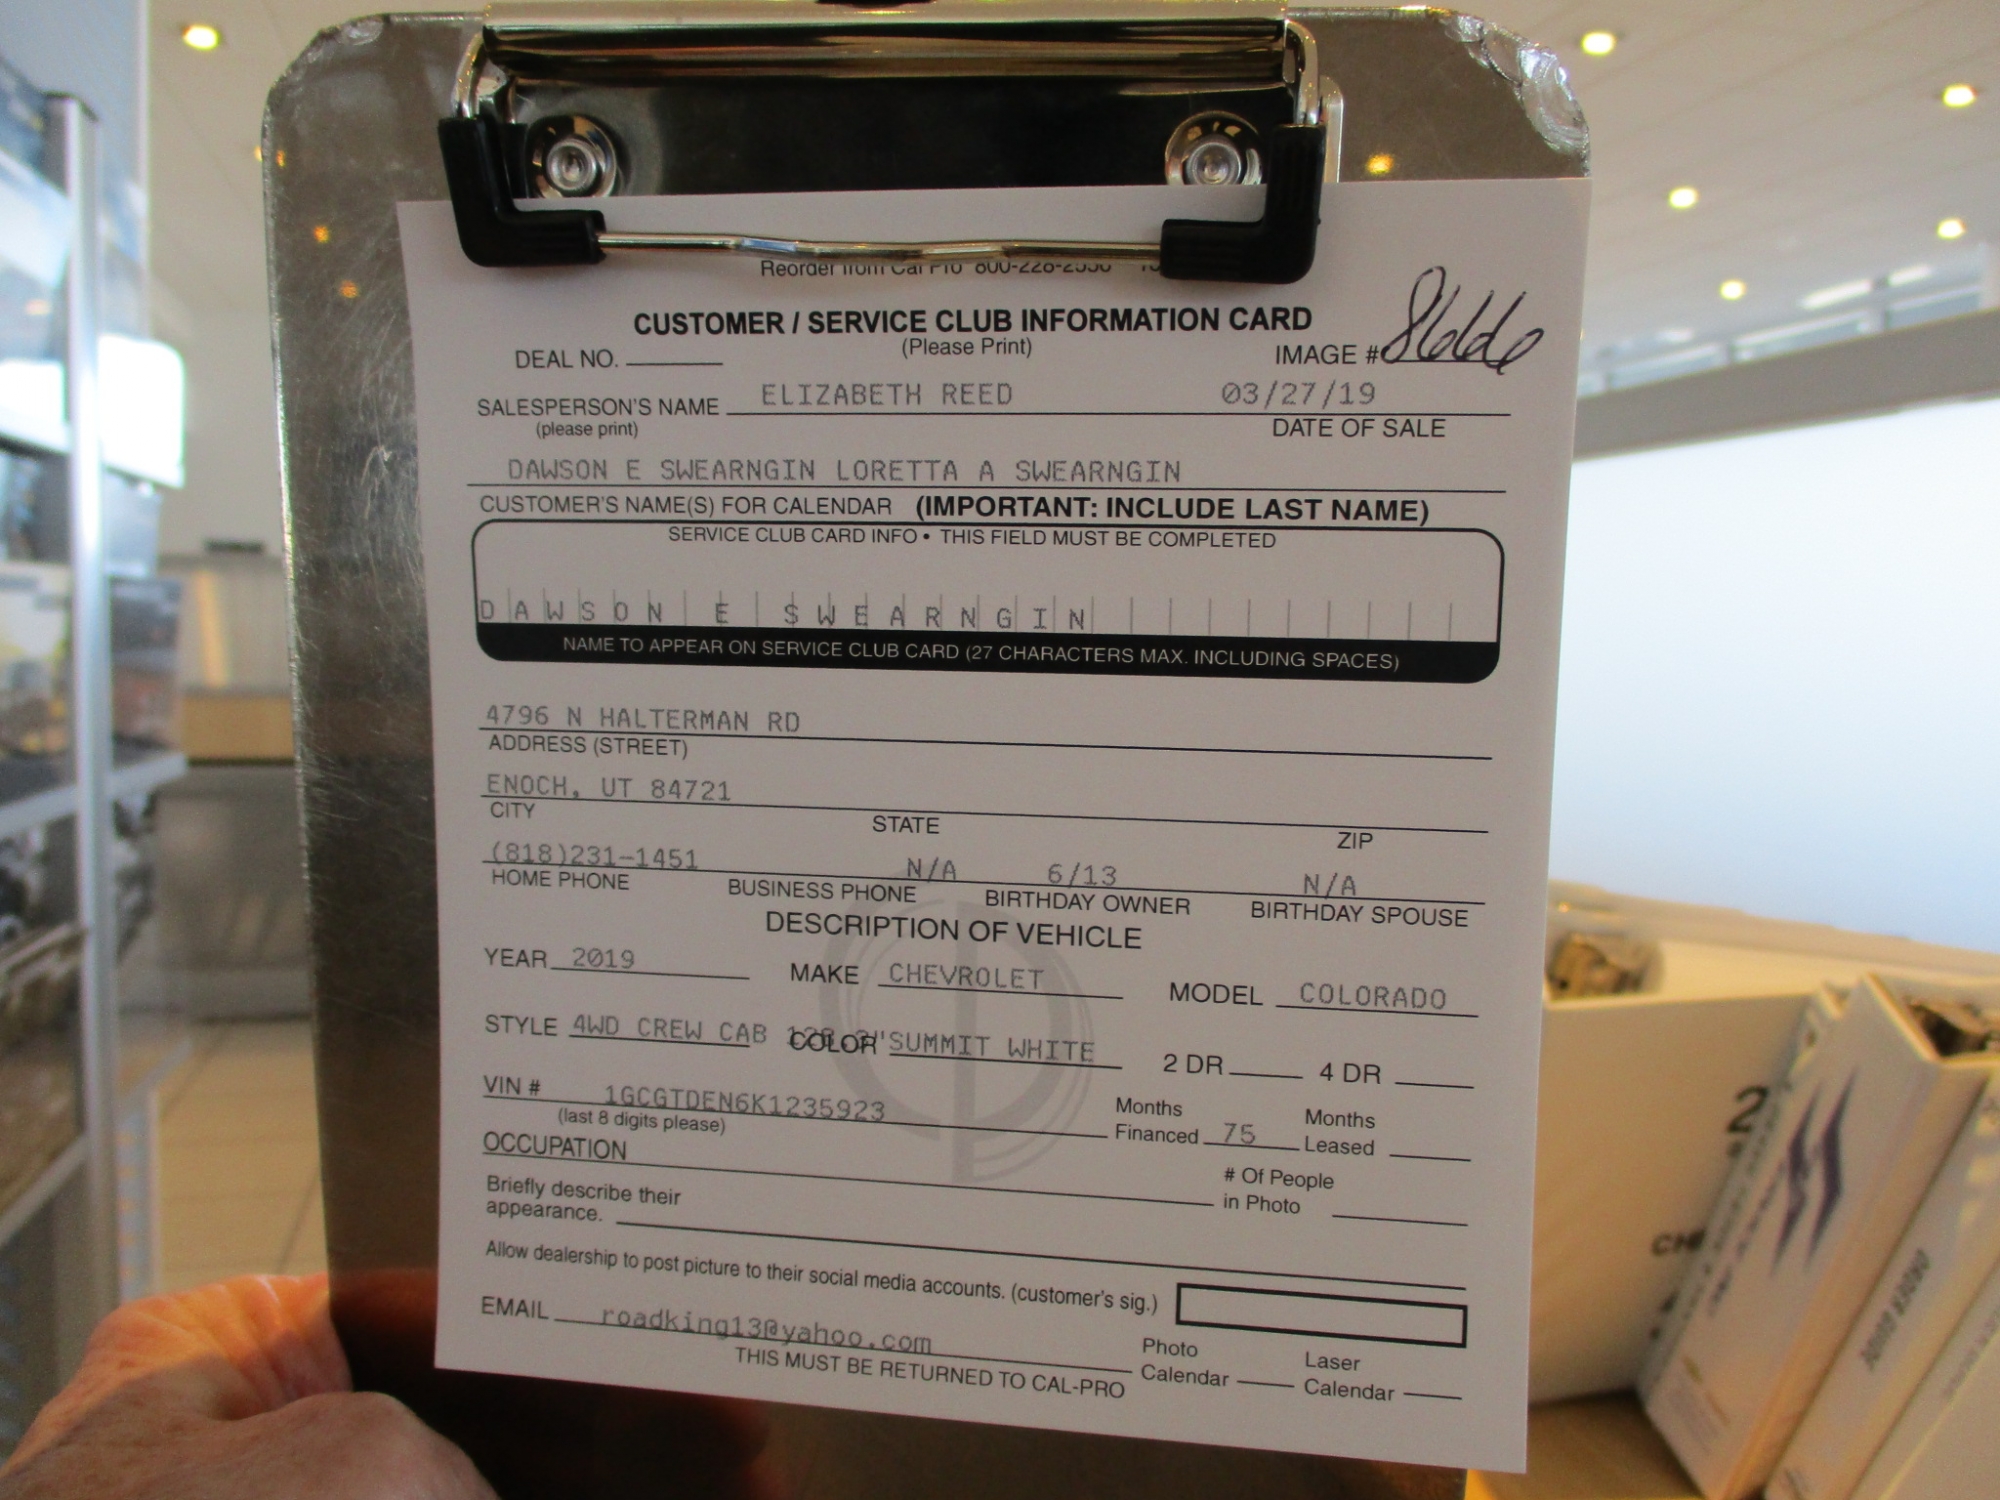 Reorder from Cal Pro 800-228-2550
CUSTOMER / SERVICE CLUB INFORMATION CARD
(Please Print)
DEAL NO. IMAGE # 8666
SALESPERSON'S NAME ELIZABETH REED 03/27/19
(please print) DATE OF SALE
DAWSON E SWEARNGIN LORETTA A SWEARNGIN
CUSTOMER'S NAME(S) FOR CALENDAR (IMPORTANT: INCLUDE LAST NAME)
SERVICE CLUB CARD INFO • THIS FIELD MUST BE COMPLETED
DAWSON E SWEARNGIN
NAME TO APPEAR ON SERVICE CLUB CARD (27 CHARACTERS MAX. INCLUDING SPACES)
4796 N HALTERMAN RD
ADDRESS (STREET)
ENOCH, UT 84721
CITY STATE ZIP
(818)231-1451 N/A 6/13 N/A
HOME PHONE BUSINESS PHONE BIRTHDAY OWNER BIRTHDAY SPOUSE
DESCRIPTION OF VEHICLE
YEAR 2019 MAKE CHEVROLET MODEL COLORADO
STYLE 4WD CREW CAB COLOR SUMMIT WHITE 2 DR 4 DR
VIN # 1GCGTDEN6K1235923
(last 8 digits please)
Months Financed 75 Months Leased
OCCUPATION
# Of People in Photo
Briefly describe their
appearance.
Allow dealership to post picture to their social media accounts. (customer's sig.)
EMAIL roadking13@yahoo.com
Photo Calendar Laser Calendar
THIS MUST BE RETURNED TO CAL-PRO